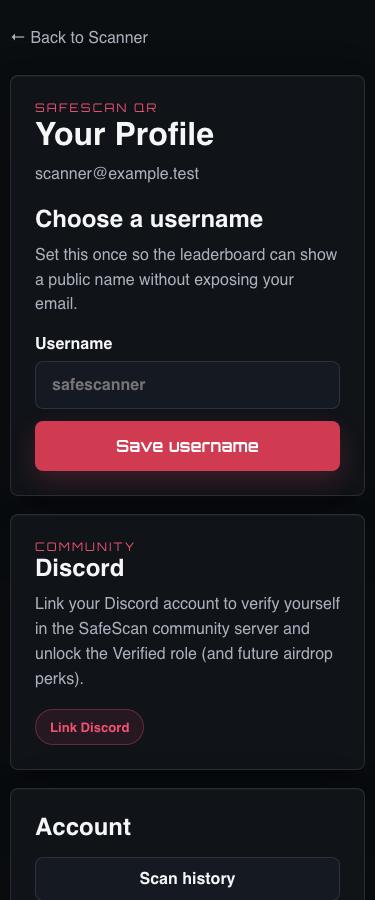 ← Back to Scanner
SAFESCAN QR
Your Profile
scanner@example.test
Choose a username
Set this once so the leaderboard can show
a public name without exposing your
email.
Username
safescanner
Save username
COMMUNITY
Discord
Link your Discord account to verify yourself
in the SafeScan community server and
unlock the Verified role (and future airdrop
perks).
Link Discord
Account
Scan history